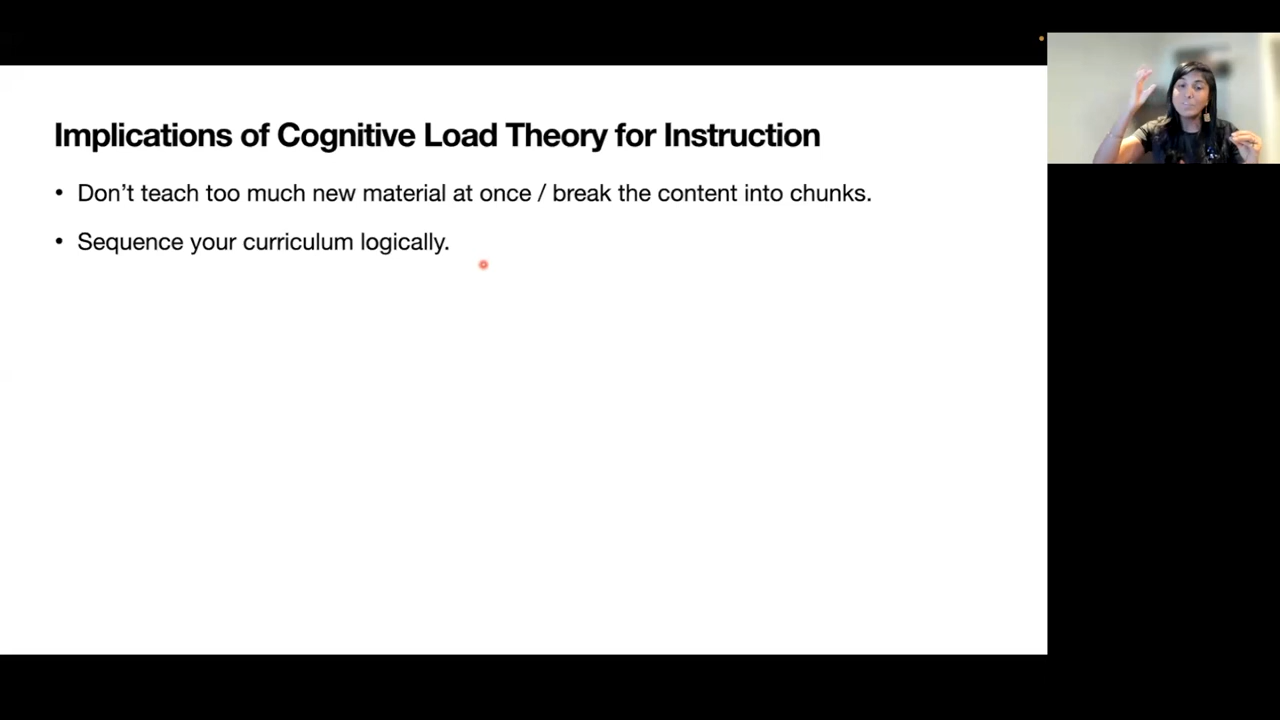 Implications of Cognitive Load Theory for Instruction
• Don’t teach too much new material at once / break the content into chunks.
• Sequence your curriculum logically.